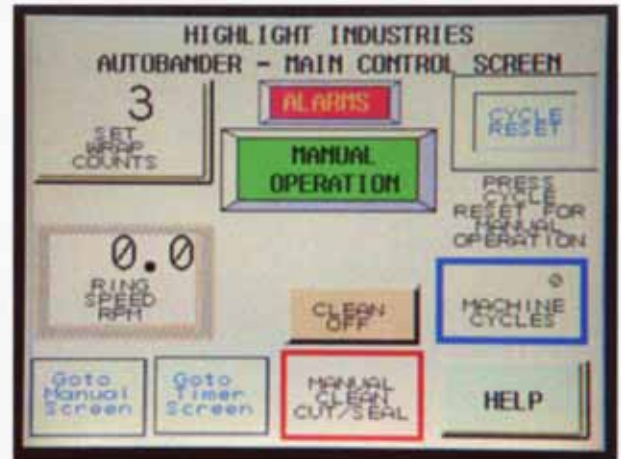 HIGHLIGHT INDUSTRIES
AUTOBANDER - MAIN CONTROL SCREEN
3
SET
WRAP
COUNTS
ALARMS
MANUAL
OPERATION
CYCLE
RESET
PRESS
CYCLE
RESET FOR
MANUAL
OPERATION
0.0
RING
SPEED
RPM
CLEAN
OFF
0
MACHINE
CYCLES
Goto
Manual
Screen
Goto
Timer
Screen
MANUAL
CLEAN
CUT/SEAL
HELP